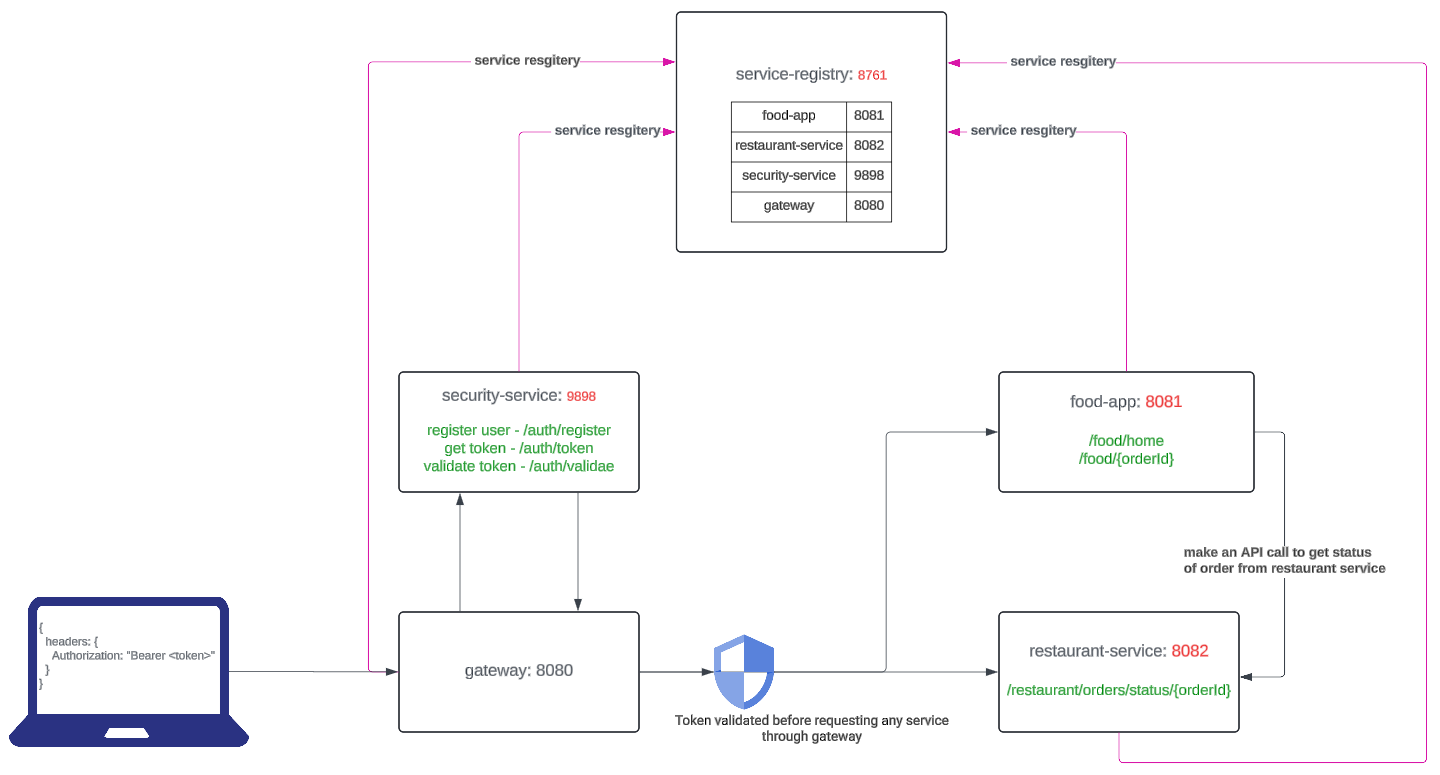 service resgitery
service resgitery
service-registry: 8761
food-app 8081
restaurant-service 8082
security-service 9898
gateway 8080
service resgitery
service resgitery
security-service: 9898
register user - /auth/register
get token - /auth/token
validate token - /auth/validae
food-app: 8081
/food/home
/food/{orderId}
make an API call to get status
of order from restaurant service
{
headers: {
Authorization: "Bearer <token>"
}
}
gateway: 8080
Token validated before requesting any service
through gateway
restaurant-service: 8082
/restaurant/orders/status/{orderId}